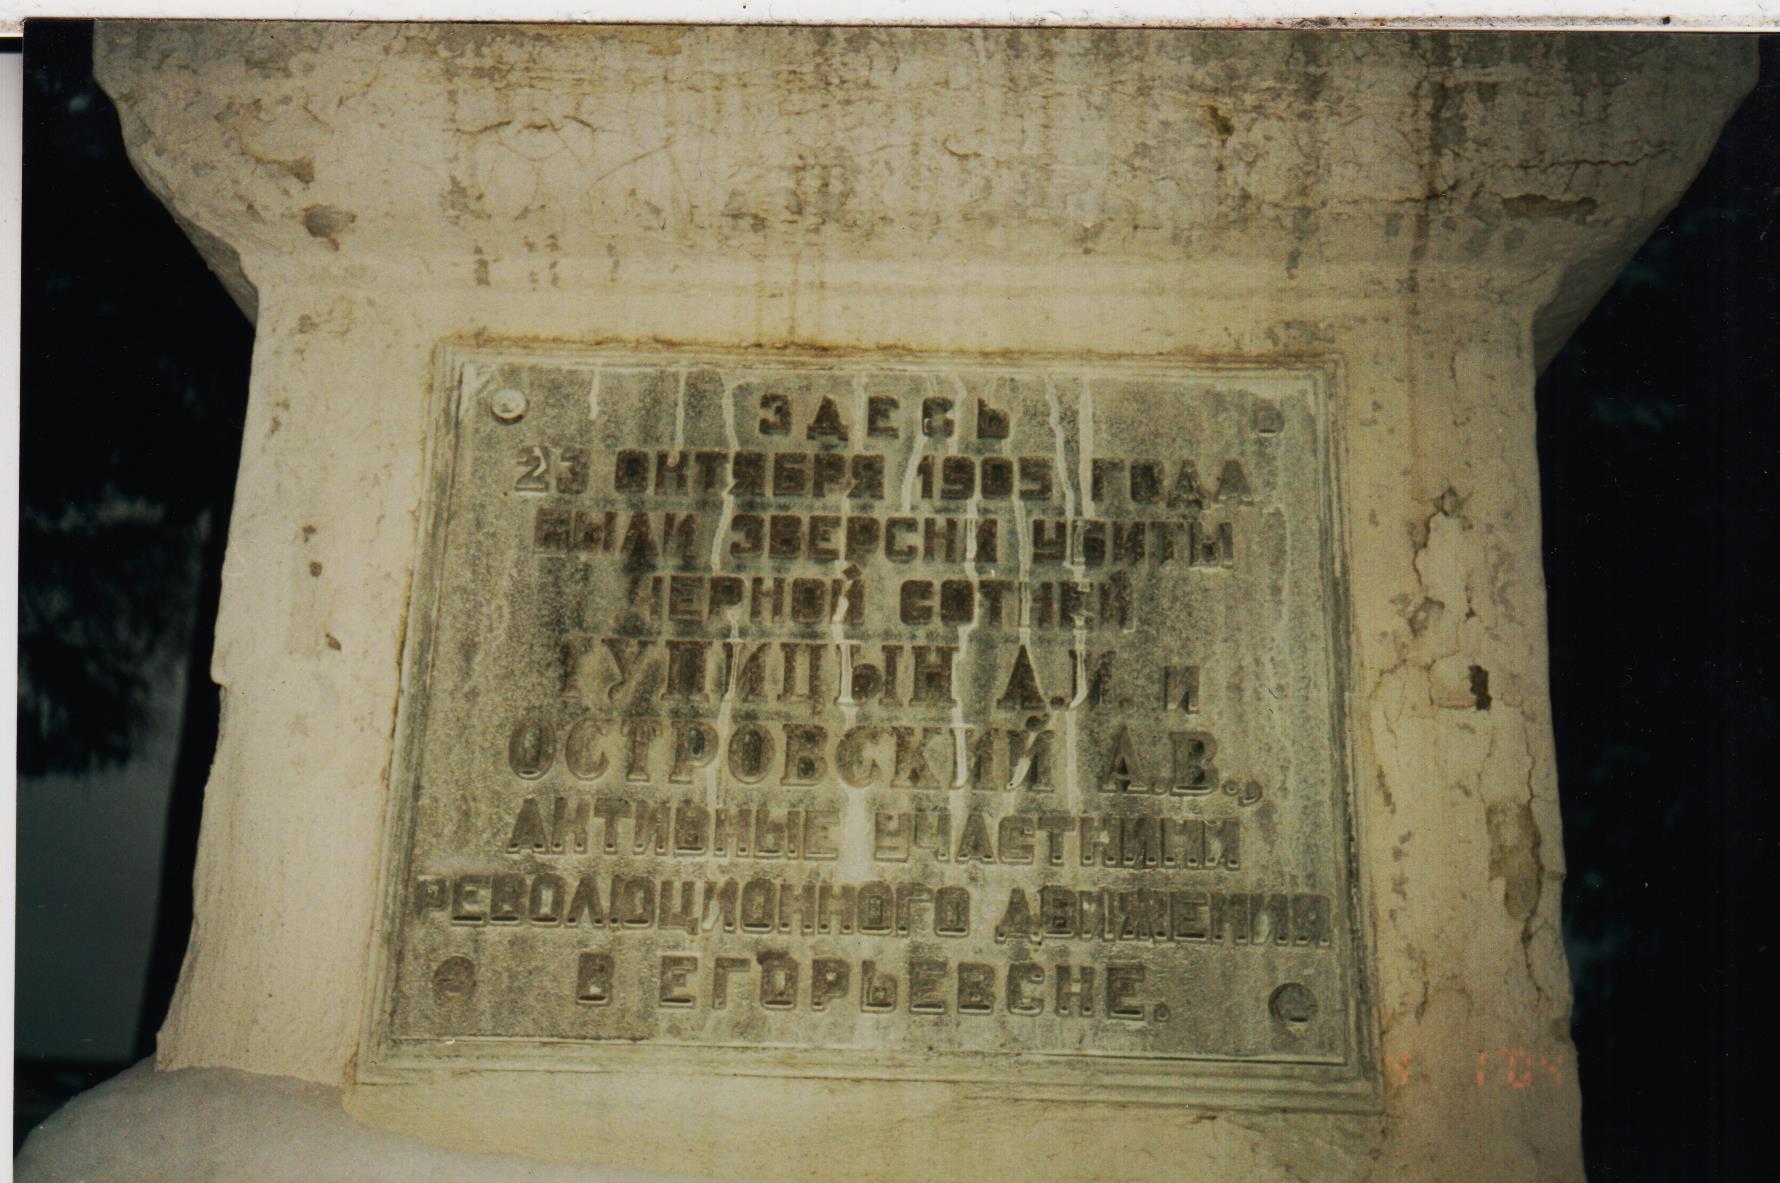 ЗДЕСЬ
23 ОКТЯБРЯ 1905 ГОДА
БЫЛИ ЗВЕРСКИ УБИТЫ
ЧЕРНОЙ СОТНЕЙ
ТУПИЦЫН А.И. и
ОСТРОВСКИЙ А.В.,
АКТИВНЫЕ УЧАСТНИКИ
РЕВОЛЮЦИОННОГО ДВИЖЕНИЯ
В ЕГОРЬЕВСКЕ.